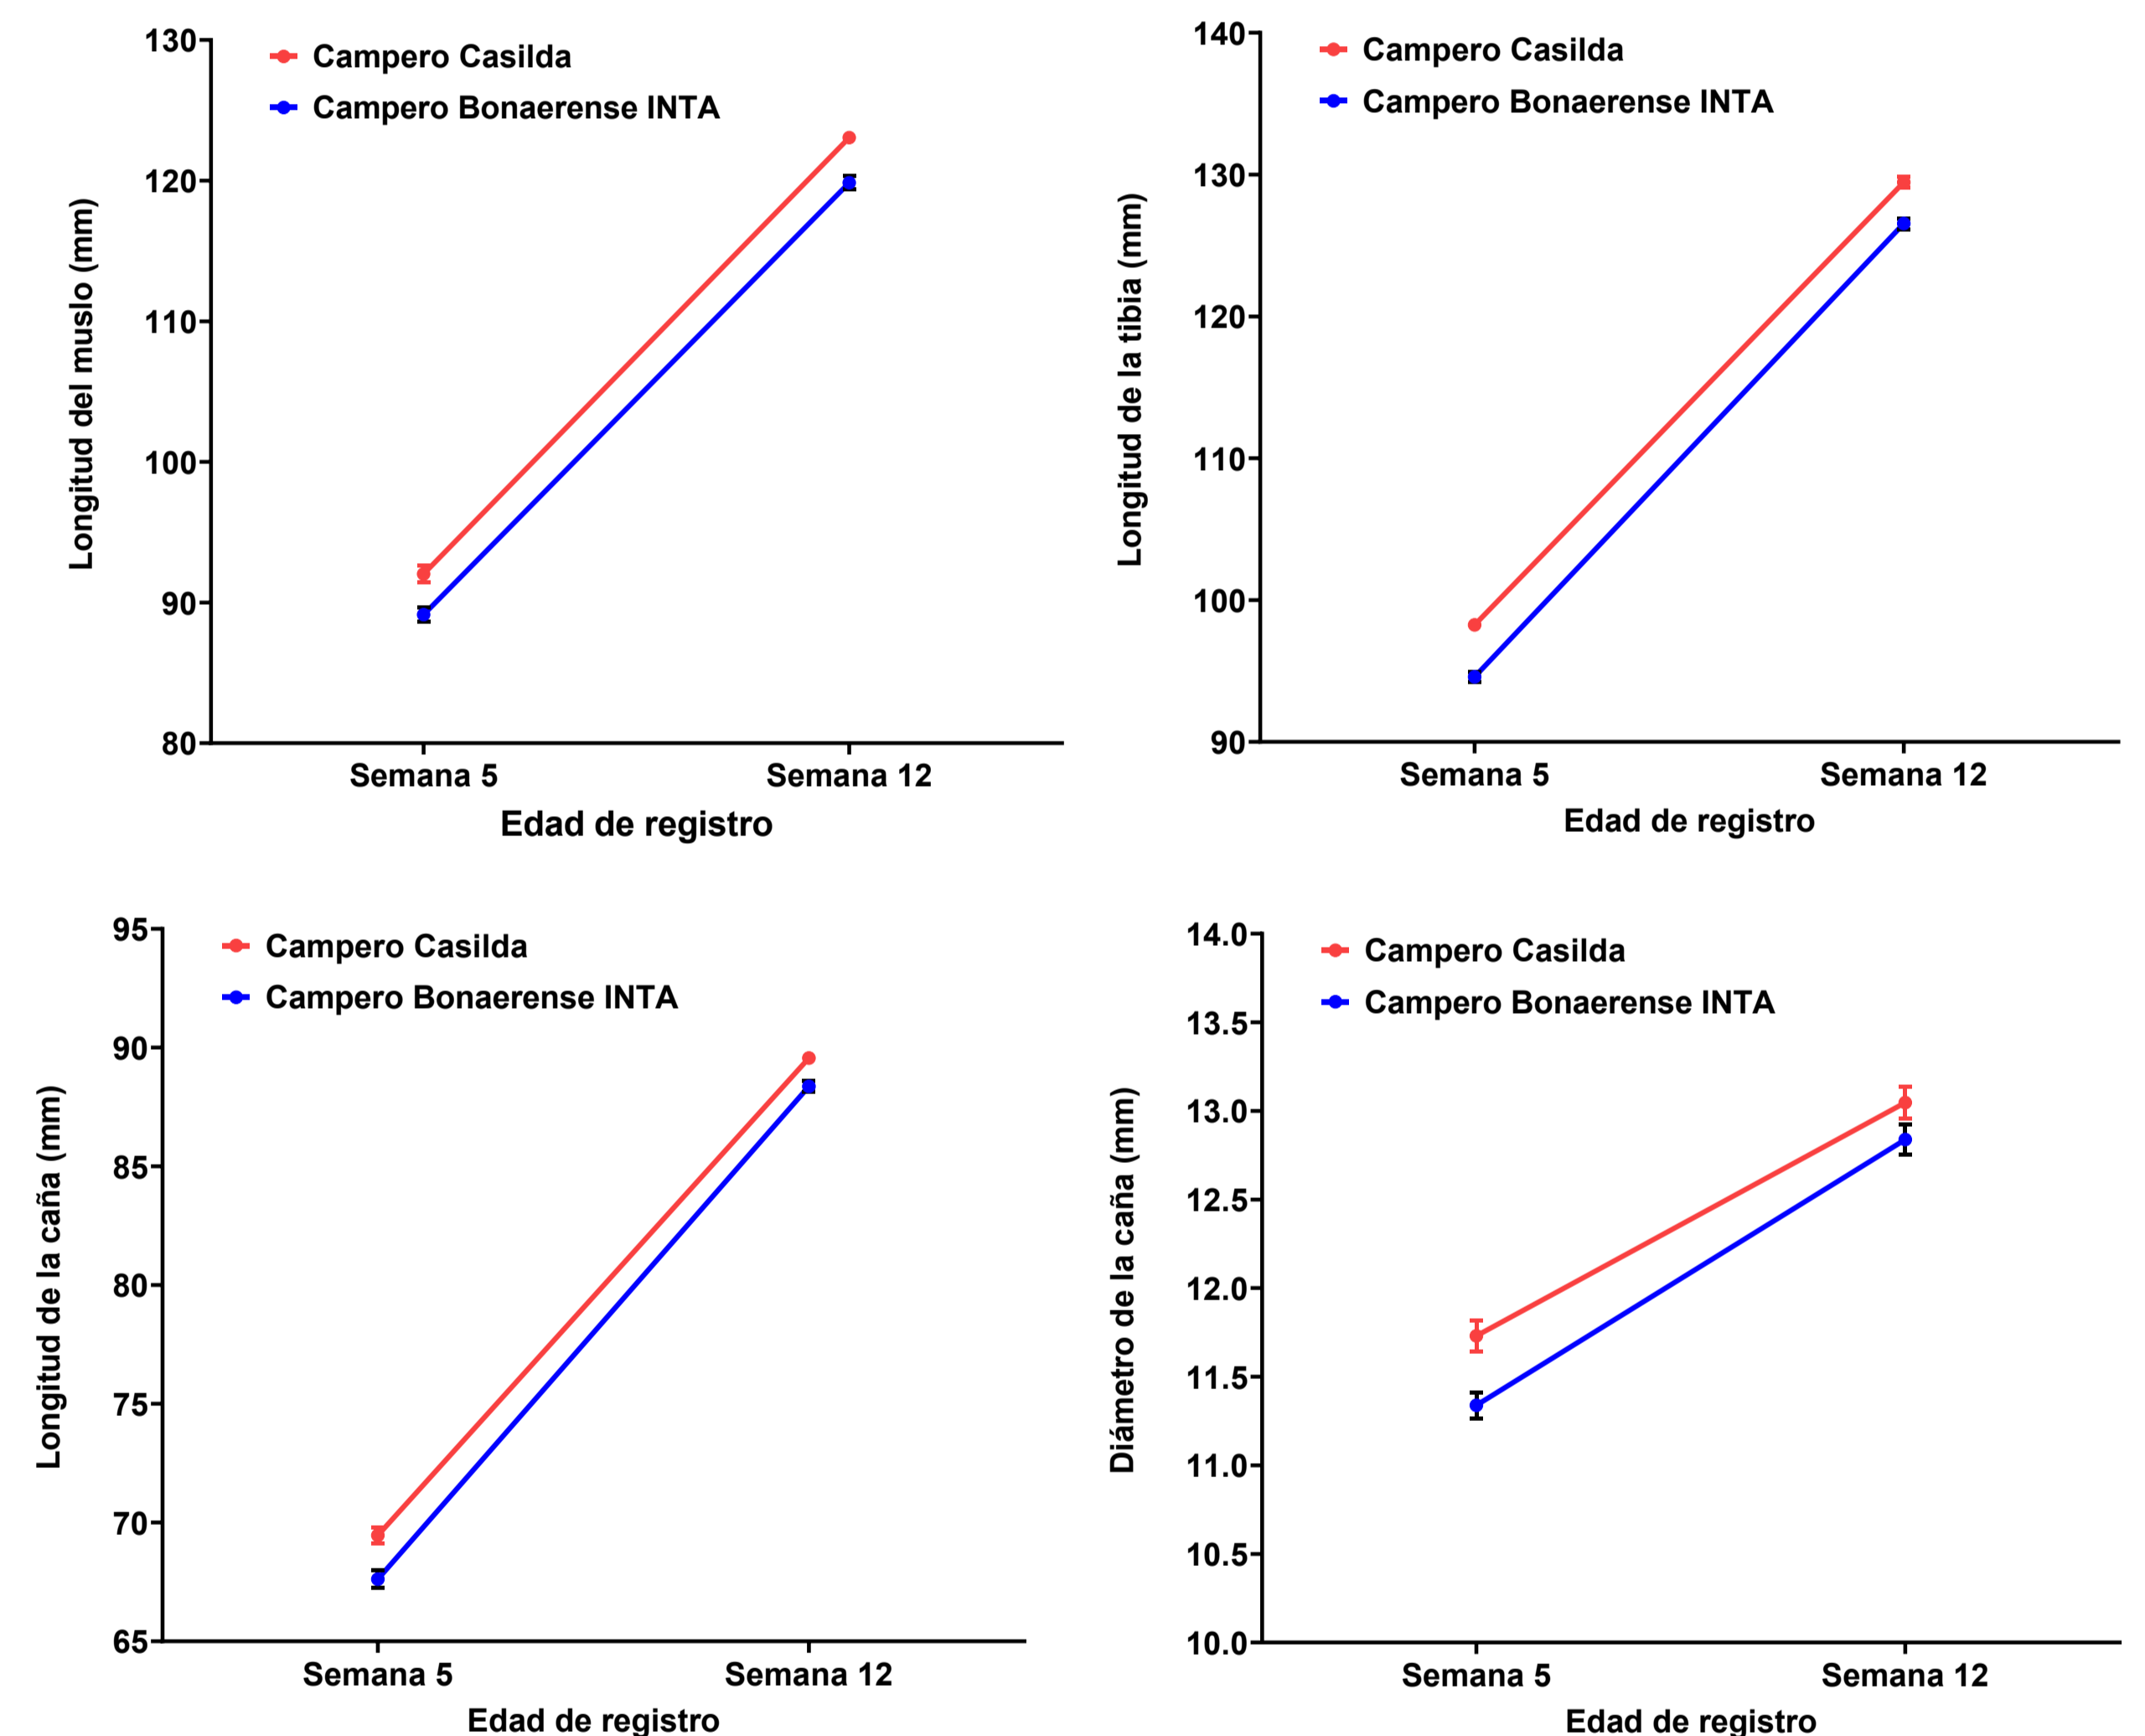 Longitud del muslo (mm)
130
120
110
100
90
80
Campero Casilda
Campero Bonaerense INTA
Semana 5
Semana 12
Edad de registro
Longitud de la tibia (mm)
140
130
120
110
100
90
Campero Casilda
Campero Bonaerense INTA
Semana 5
Semana 12
Edad de registro
Longitud de la caña (mm)
95
90
85
80
75
70
65
Campero Casilda
Campero Bonaerense INTA
Semana 5
Semana 12
Edad de registro
Diámetro de la caña (mm)
14.0
13.5
13.0
12.5
12.0
11.5
11.0
10.5
10.0
Campero Casilda
Campero Bonaerense INTA
Semana 5
Semana 12
Edad de registro